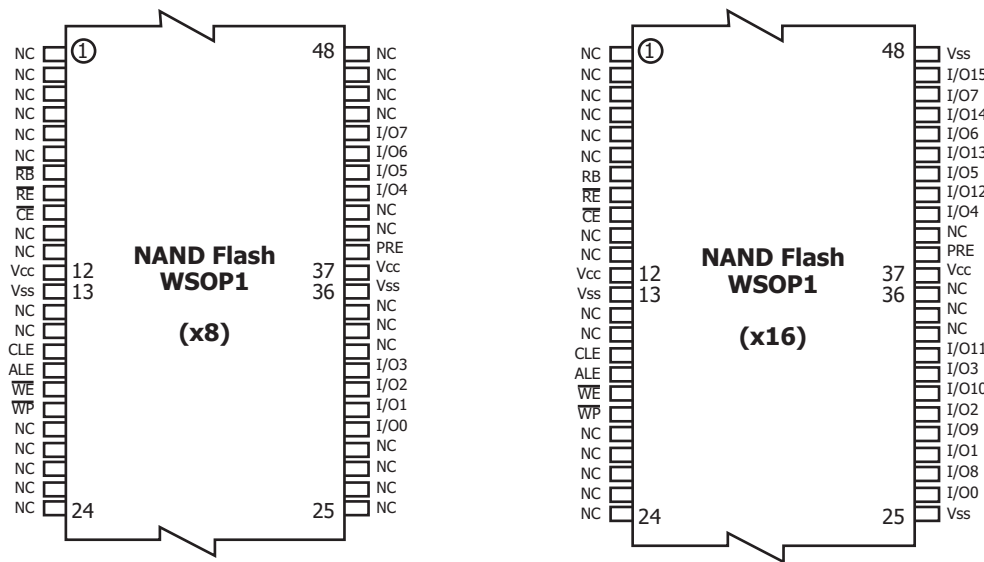 NC
NC
NC
NC
NC
NC
RB
RE
CE
NC
NC
Vcc
Vss
NC
NC
CLE
ALE
WE
WP
NC
NC
NC
NC
NC
1
12
13
24
NAND Flash
WSOP1
(x8)
48
37
36
25
NC
NC
NC
NC
I/O7
I/O6
I/O5
I/O4
NC
NC
PRE
Vcc
Vss
NC
NC
NC
I/O3
I/O2
I/O1
I/O0
NC
NC
NC
NC
NC
NC
NC
NC
NC
NC
RB
RE
CE
NC
NC
Vcc
Vss
NC
NC
CLE
ALE
WE
WP
NC
NC
NC
NC
NC
1
12
13
24
NAND Flash
WSOP1
(x16)
48
37
36
25
Vss
I/O15
I/O7
I/O14
I/O6
I/O13
I/O5
I/O12
I/O4
NC
PRE
Vcc
NC
NC
NC
I/O11
I/O3
I/O10
I/O2
I/O9
I/O1
I/O8
I/O0
Vss